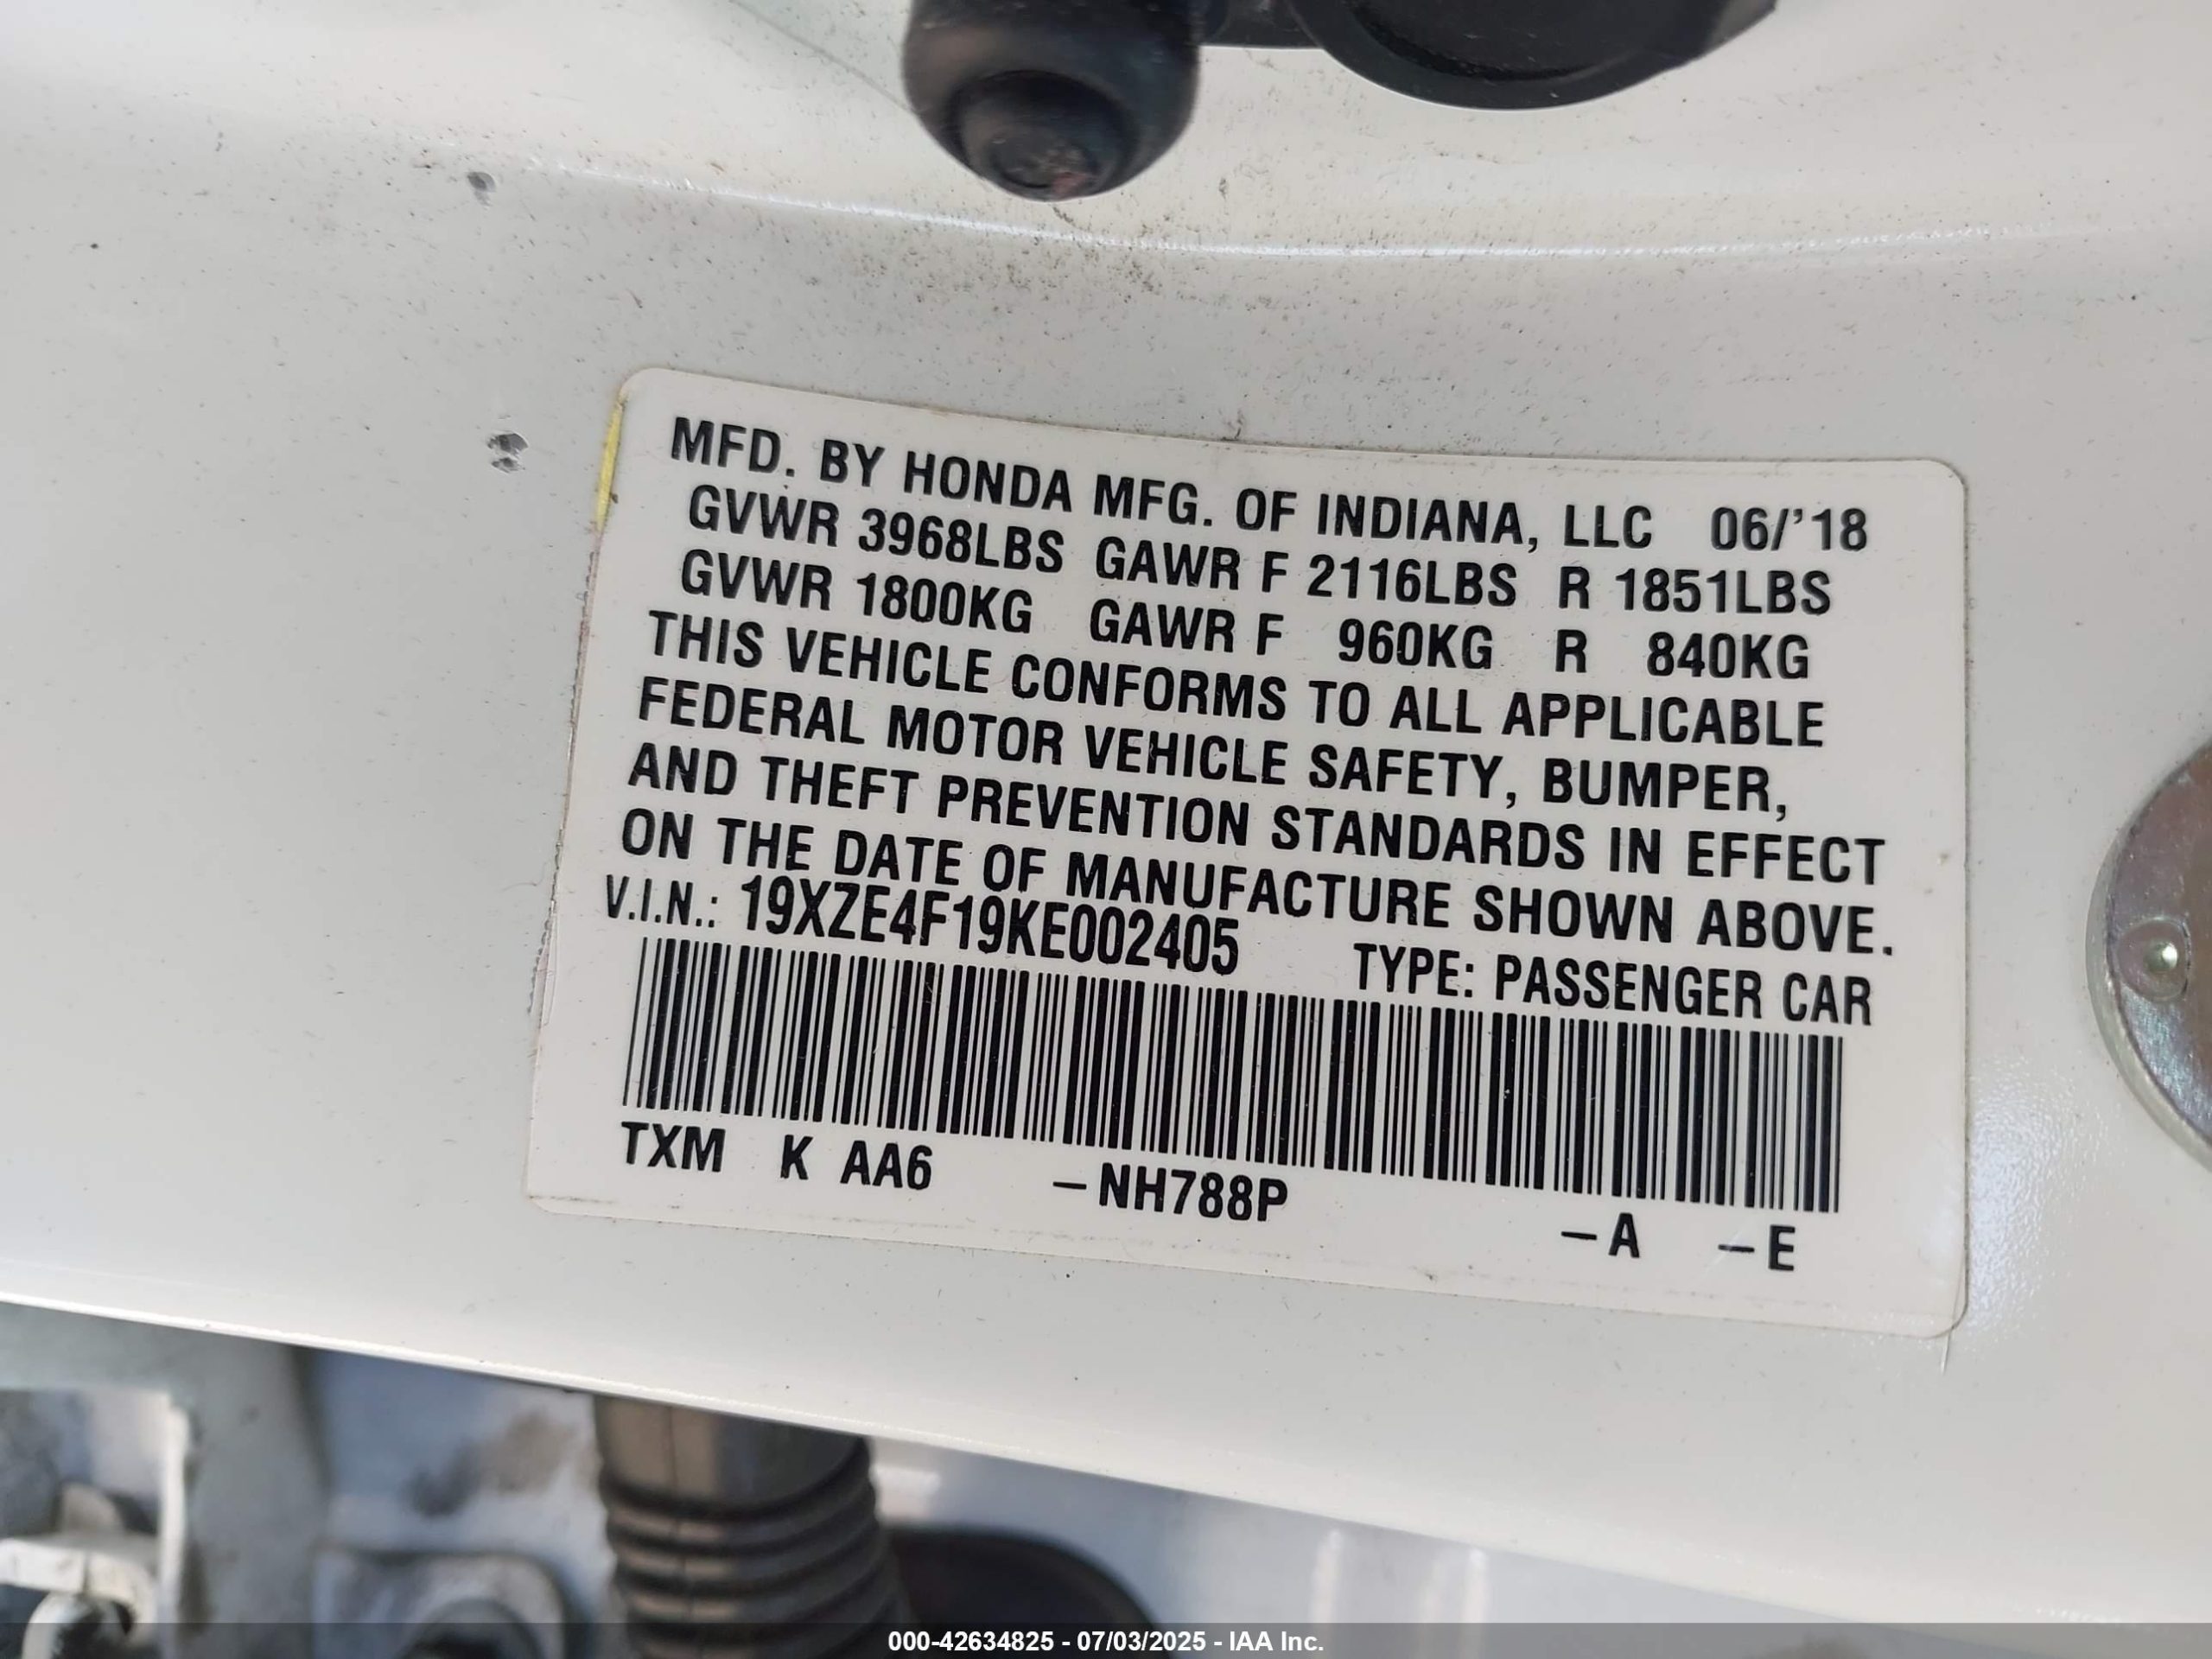 MFD. BY HONDA MFG. OF INDIANA, LLC 06/'18
GVWR 3968LBS GAWR F 2116LBS R 1851LBS
GVWR 1800KG GAWR F 960KG R 840KG
THIS VEHICLE CONFORMS TO ALL APPLICABLE
FEDERAL MOTOR VEHICLE SAFETY, BUMPER,
AND THEFT PREVENTION STANDARDS IN EFFECT
ON THE DATE OF MANUFACTURE SHOWN ABOVE.
V.I.N.: 19XZE4F19KE002405 TYPE: PASSENGER CAR
TXM K AA6 -NH788P -A -E
000-42634825 - 07/03/2025 - IAA Inc.